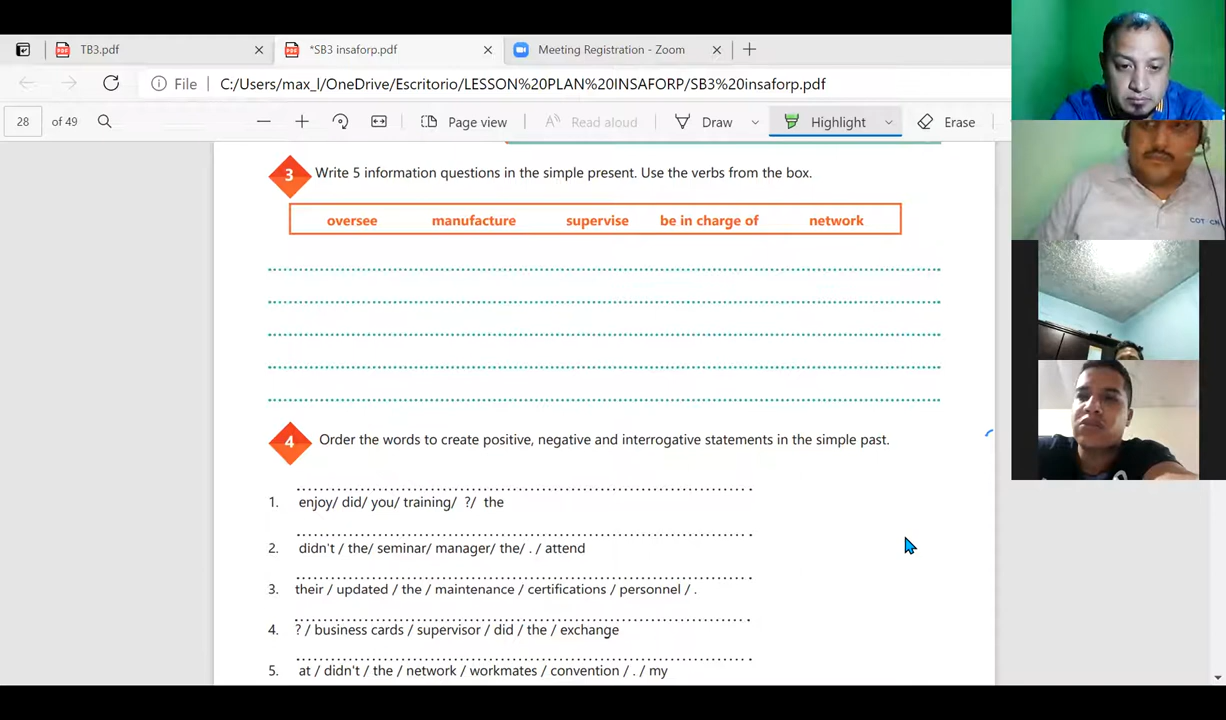 TB3.pdf
*SB3 insaforp.pdf
Meeting Registration - Zoom
File
C:/Users/max_l/OneDrive/Escritorio/LESSON%20PLAN%20INSAFORP/SB3%20insaforp.pdf
28 of 49
Page view
Read aloud
Draw
Highlight
Erase
3 Write 5 information questions in the simple present. Use the verbs from the box.
oversee manufacture supervise be in charge of network
4 Order the words to create positive, negative and interrogative statements in the simple past.
1. enjoy/ did/ you/ training/ ?/ the
2. didn't / the/ seminar/ manager/ the/ . / attend
3. their / updated / the / maintenance / certifications / personnel / .
4. ? / business cards / supervisor / did / the / exchange
5. at / didn't / the / network / workmates / convention / . / my